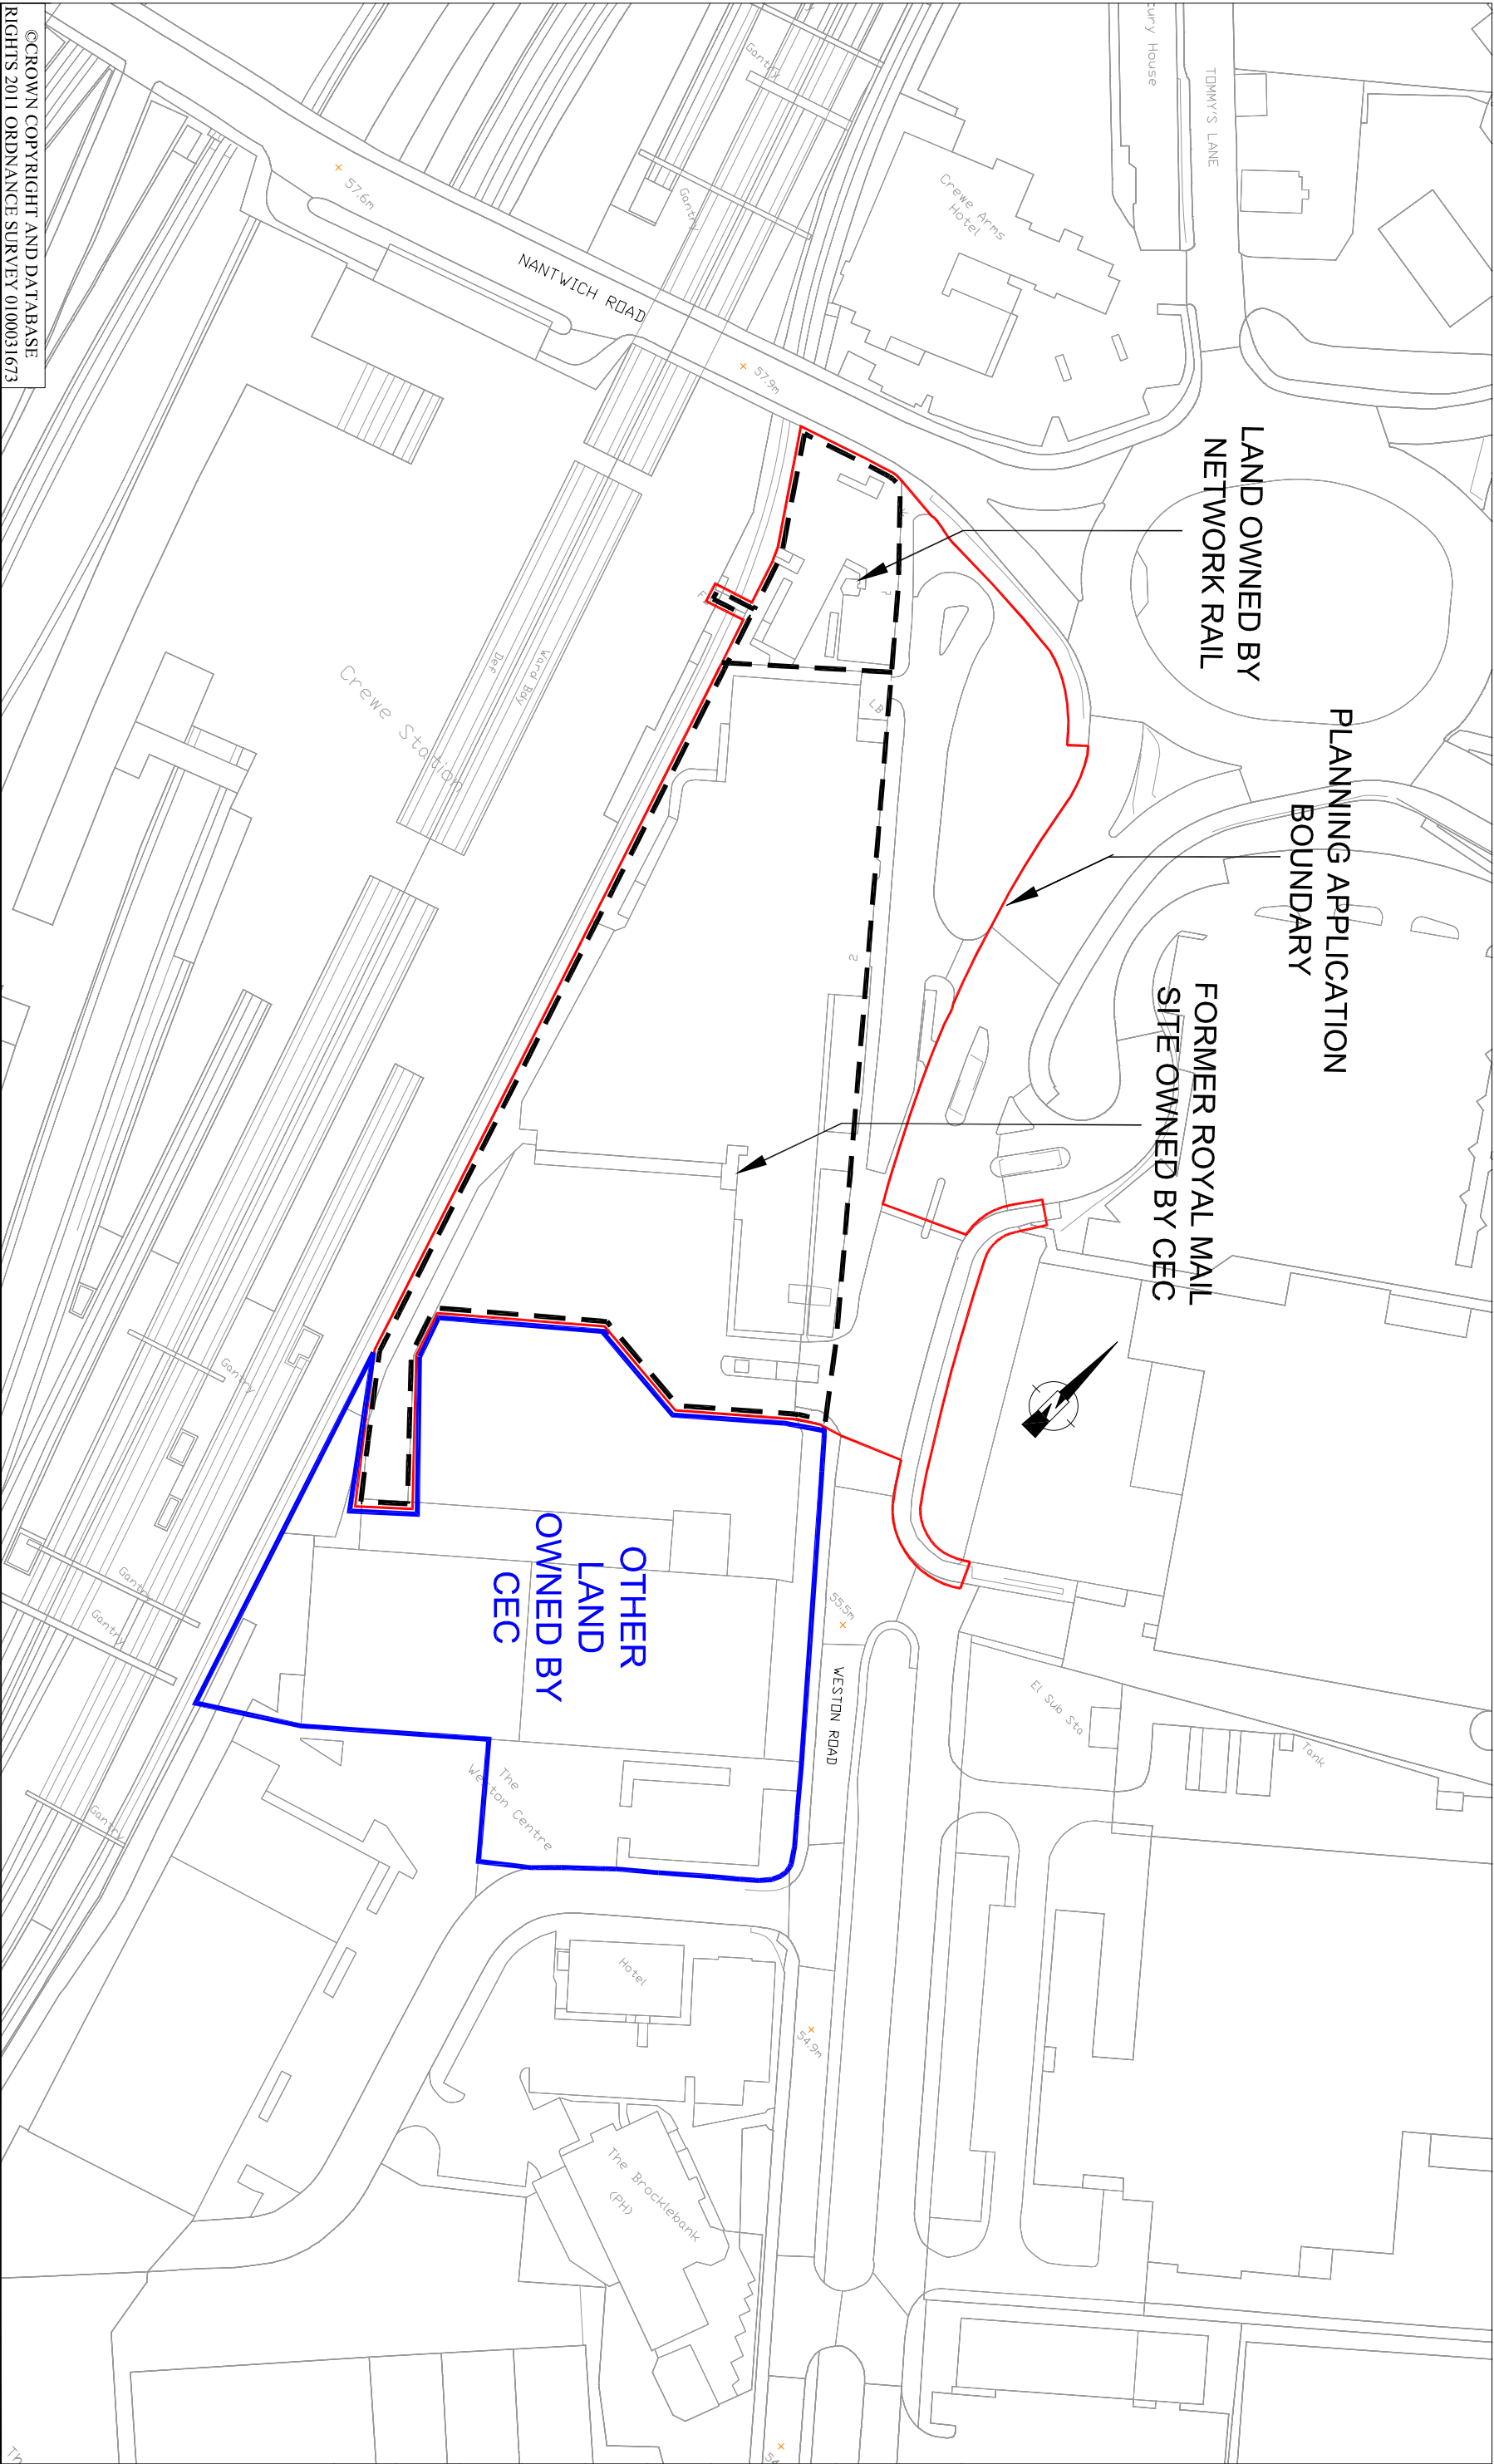 LAND OWNED BY
NETWORK RAIL
PLANNING APPLICATION
BOUNDARY
FORMER ROYAL MAIL
SITE OWNED BY CEC
OTHER
LAND
OWNED BY
CEC
TOMMY'S LANE
Crewe Arms
Hotel
Gantry
Gantry
NANTWICH ROAD
57.6m
57.9m
Crewe Station
Ward Bdy
Def
LB
2
El Sub Sta
Tank
55.5m
WESTON ROAD
The
Weston Centre
Gantry
Gantry
Gantry
Gantry
Hotel
54.9m
The Brocklebank
(PH)
©CROWN COPYRIGHT AND DATABASE
RIGHTS 2011 ORDNANCE SURVEY 0100031673